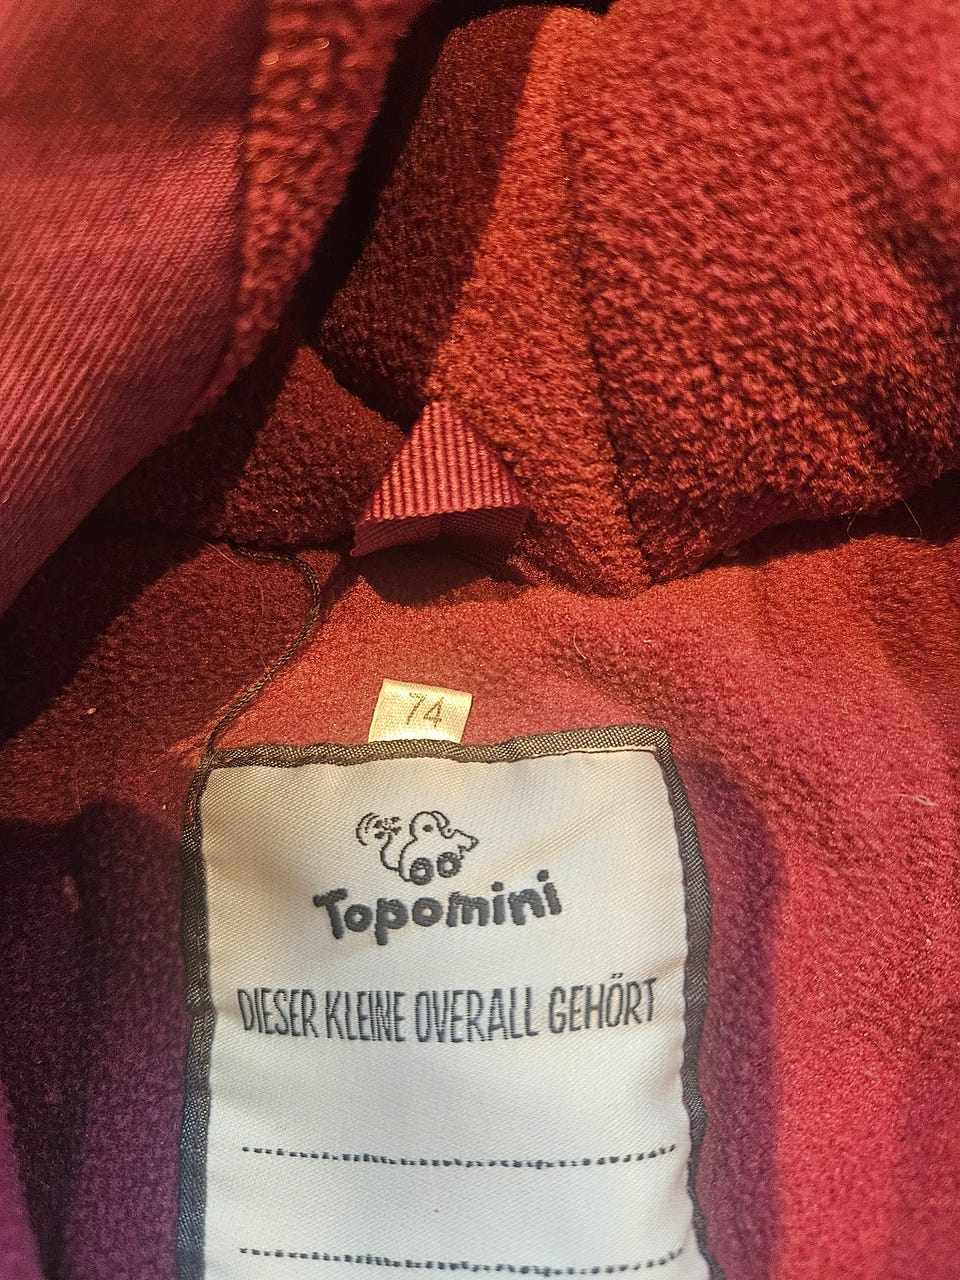 74
Topomini
DIESER KLEINE OVERALL GEHÖRT